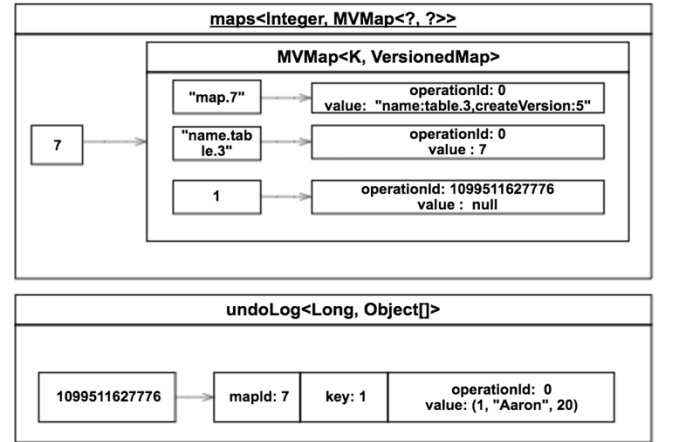 maps<Integer, MVMap<?, ?>>
MVMap<K, VersionedMap>
7
"map.7"
operationId: 0
value: "name:table.3,createVersion:5"
"name.tab
le.3"
operationId: 0
value : 7
1
operationId: 1099511627776
value : null
undoLog<Long, Object[]>
1099511627776
mapId: 7
key: 1
operationId: 0
value: (1, "Aaron", 20)